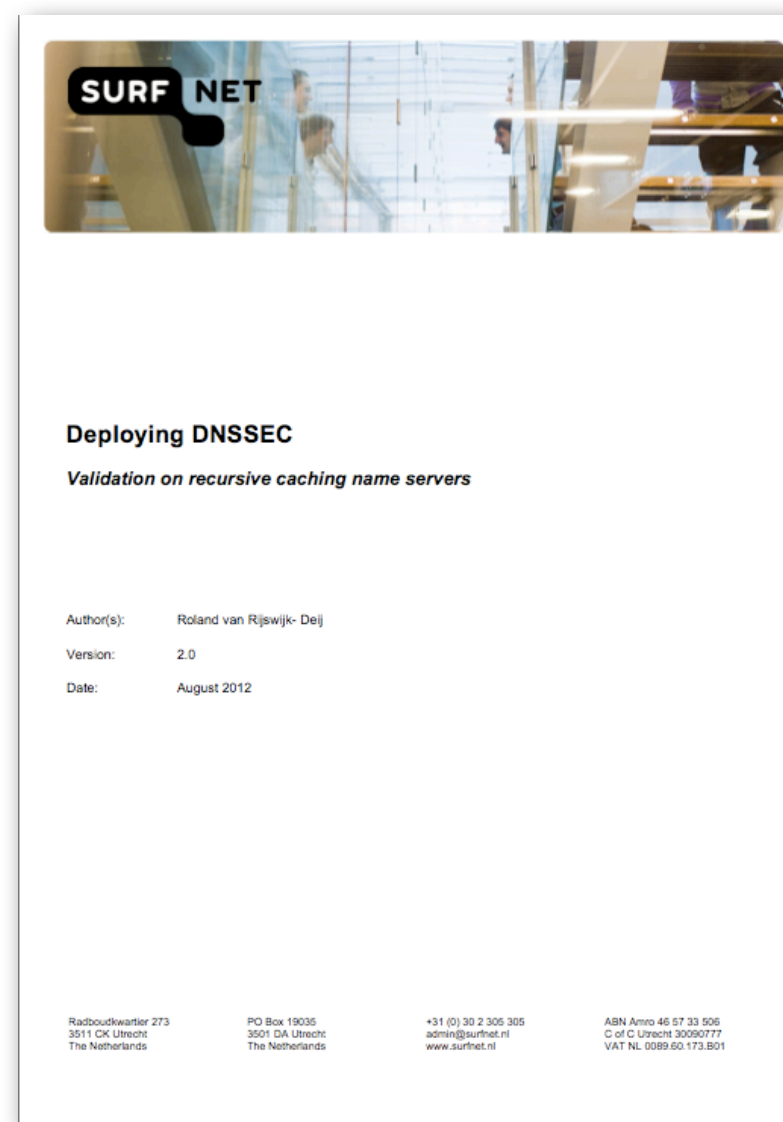 SURF NET
Deploying DNSSEC
Validation on recursive caching name servers
Author(s): Roland van Rijswijk- Deij
Version: 2.0
Date: August 2012
Radboudkwartier 273
3511 CK Utrecht
The Netherlands
PO Box 19035
3501 DA Utrecht
The Netherlands
+31 (0) 30 2 305 305
admin@surfnet.nl
www.surfnet.nl
ABN Amro 46 57 33 506
C of C Utrecht 30090777
VAT NL 0089.60.173.B01